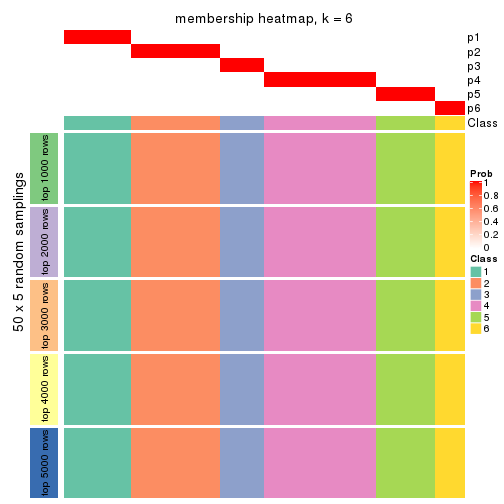 membership heatmap, k = 6
p1
p2
p3
p4
p5
p6
Class
50 x 5 random samplings
top 1000 rows
top 2000 rows
top 3000 rows
top 4000 rows
top 5000 rows
Prob
1
0.8
0.6
0.4
0.2
0
Class
1
2
3
4
5
6